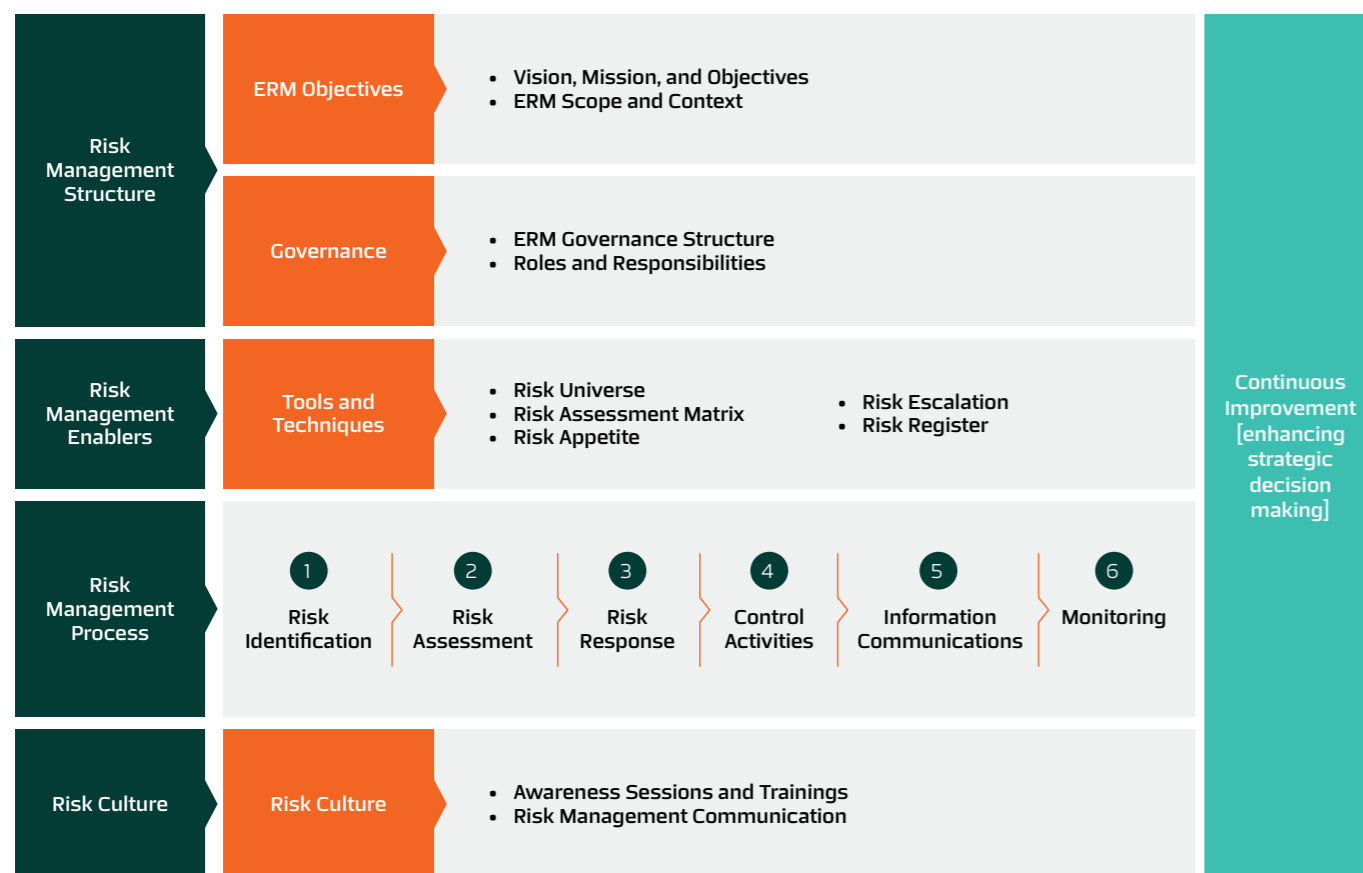 Risk
Management
Structure
ERM Objectives
• Vision, Mission, and Objectives
• ERM Scope and Context
Governance
• ERM Governance Structure
• Roles and Responsibilities
Risk
Management
Enablers
Tools and
Techniques
• Risk Universe
• Risk Assessment Matrix
• Risk Appetite
• Risk Escalation
• Risk Register
Risk
Management
Process
1
Risk
Identification
2
Risk
Assessment
3
Risk
Response
4
Control
Activities
5
Information
Communications
6
Monitoring
Risk Culture
Risk Culture
• Awareness Sessions and Trainings
• Risk Management Communication
Continuous
Improvement
[enhancing
strategic
decision
making]